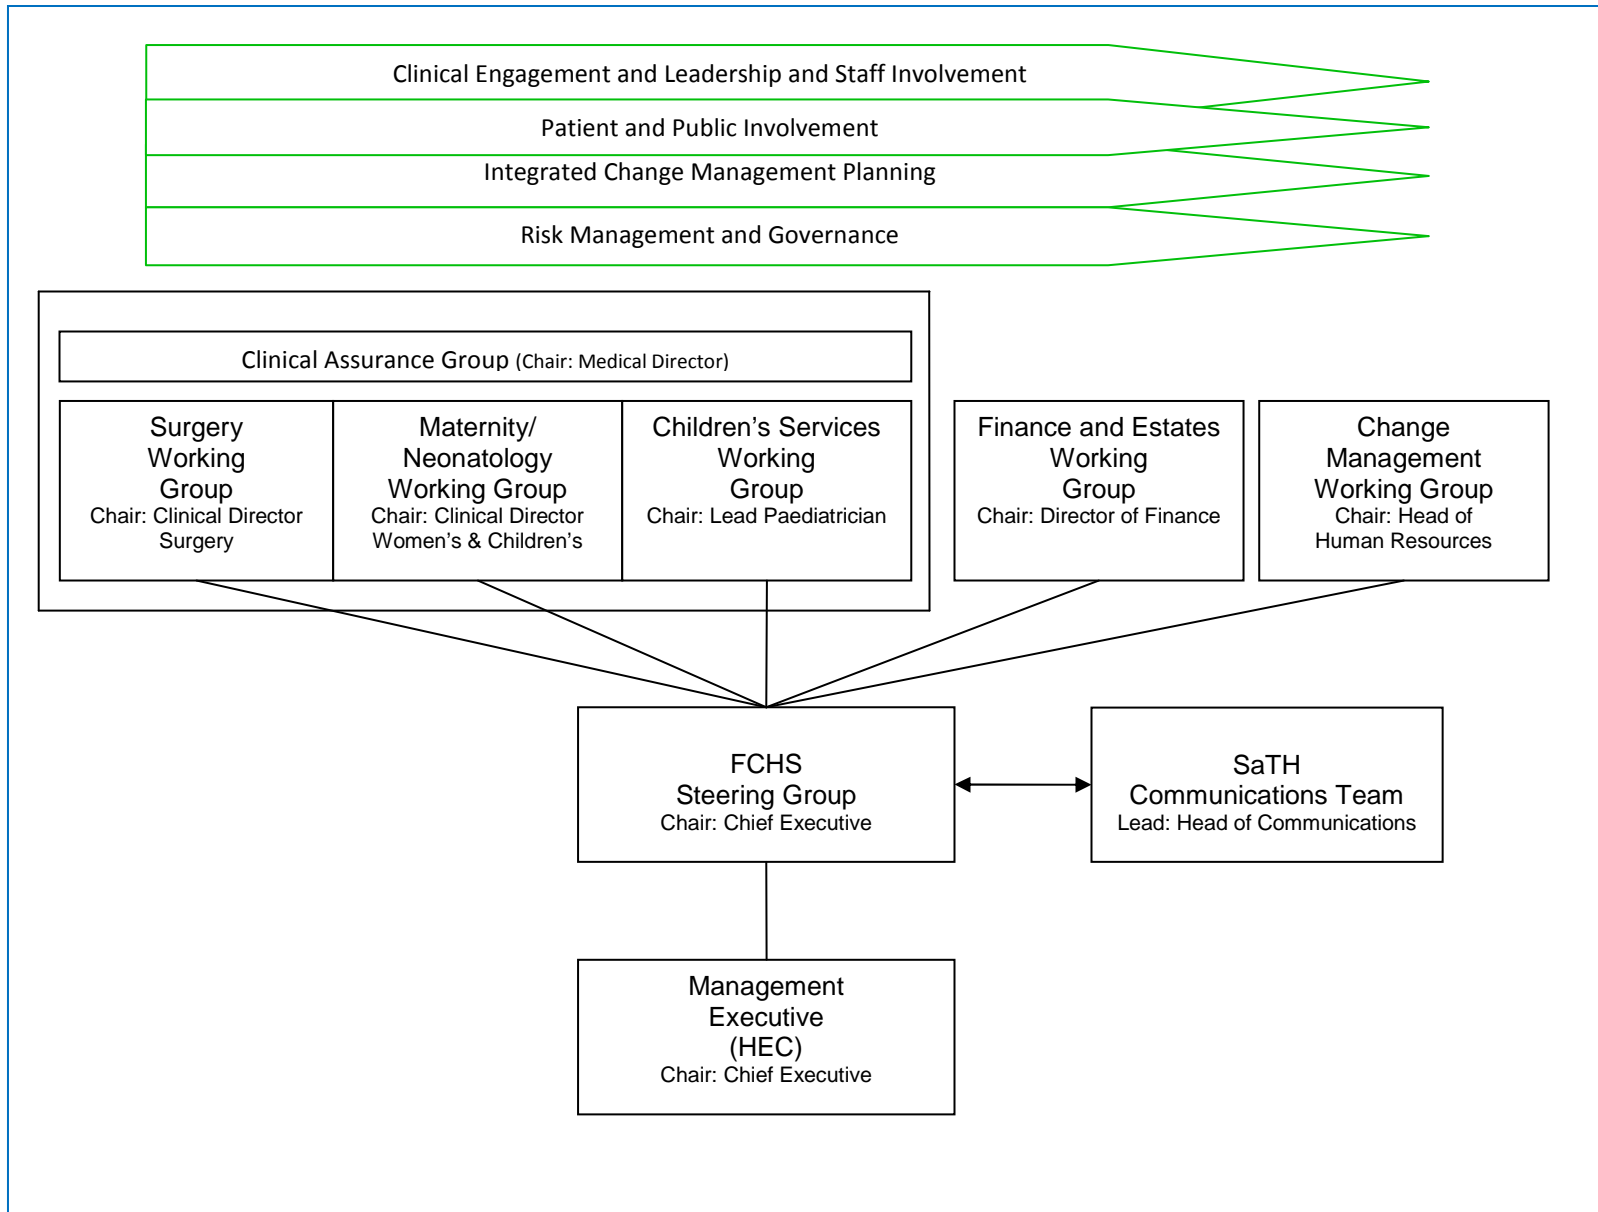 Clinical Engagement and Leadership and Staff Involvement
Patient and Public Involvement
Integrated Change Management Planning
Risk Management and Governance
Clinical Assurance Group (Chair: Medical Director)
Surgery
Working
Group
Chair: Clinical Director
Surgery
Maternity/
Neonatology
Working Group
Chair: Clinical Director
Women’s & Children’s
Children’s Services
Working
Group
Chair: Lead Paediatrician
Finance and Estates
Working
Group
Chair: Director of Finance
Change
Management
Working Group
Chair: Head of
Human Resources
FCHS
Steering Group
Chair: Chief Executive
SaTH
Communications Team
Lead: Head of Communications
Management
Executive
(HEC)
Chair: Chief Executive